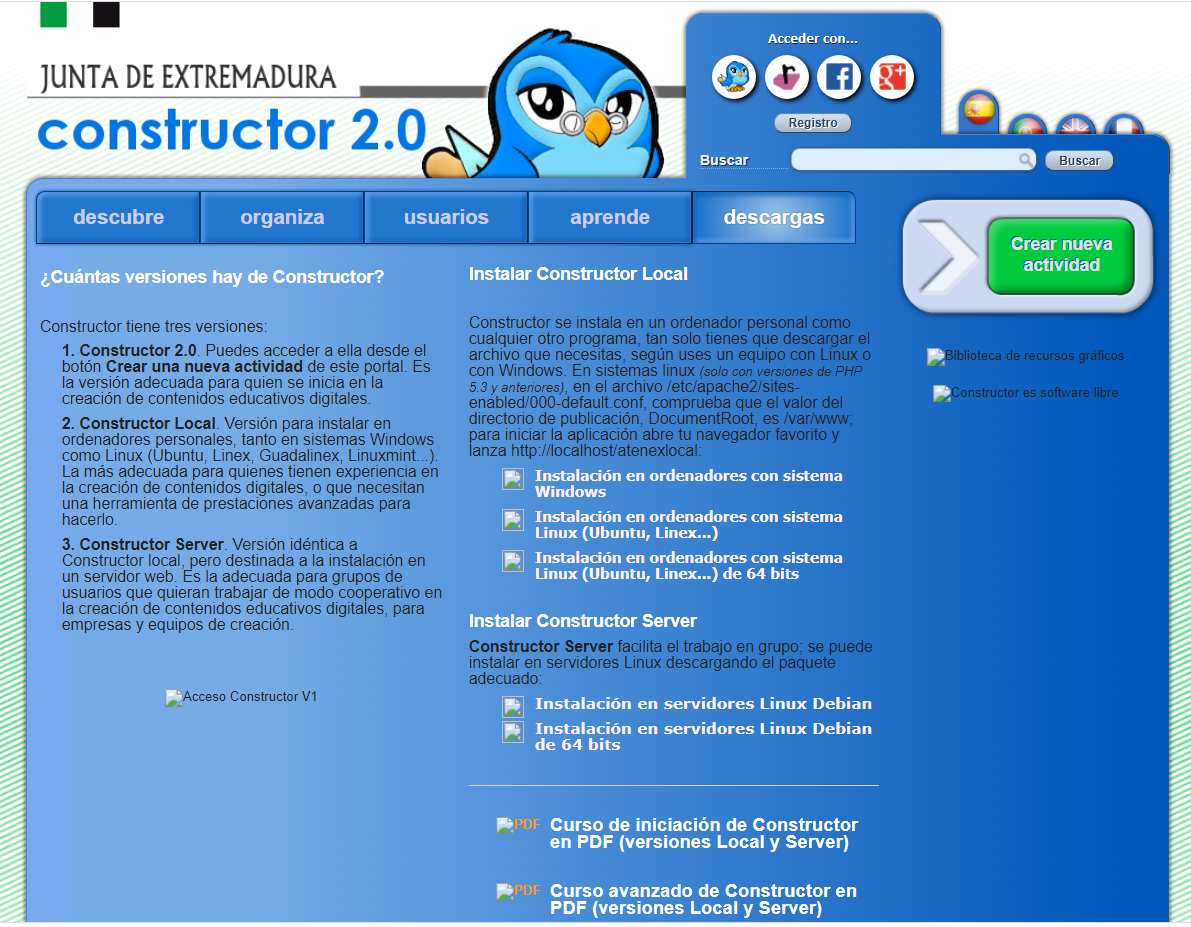 JUNTA DE EXTREMADURA
constructor 2.0
Acceder con...
Registro
Buscar
Buscar
descubre
organiza
usuarios
aprende
descargas
Crear nueva
actividad
¿Cuántas versiones hay de Constructor?
Constructor tiene tres versiones:
1. Constructor 2.0. Puedes acceder a ella desde el
botón Crear una nueva actividad de este portal. Es
la versión adecuada para quien se inicia en la
creación de contenidos educativos digitales.
2. Constructor Local. Versión para instalar en
ordenadores personales, tanto en sistemas Windows
como Linux (Ubuntu, Linex, Guadalinex, Linuxmint...).
La más adecuada para quienes tienen experiencia en
la creación de contenidos digitales, o que necesitan
una herramienta de prestaciones avanzadas para
hacerlo.
3. Constructor Server. Versión idéntica a
Constructor local, pero destinada a la instalación en
un servidor web. Es la adecuada para grupos de
usuarios que quieran trabajar de modo cooperativo en
la creación de contenidos educativos digitales, para
empresas y equipos de creación.
Acceso Constructor V1
Instalar Constructor Local
Constructor se instala en un ordenador personal como
cualquier otro programa, tan solo tienes que descargar el
archivo que necesitas, según uses un equipo con Linux o
con Windows. En sistemas linux (solo con versiones de PHP
5.3 y anteriores), en el archivo /etc/apache2/sites-
enabled/000-default.conf, comprueba que el valor del
directorio de publicación, DocumentRoot, es /var/www;
para iniciar la aplicación abre tu navegador favorito y
lanza http://localhost/atenexlocal:
Instalación en ordenadores con sistema
Windows
Instalación en ordenadores con sistema
Linux (Ubuntu, Linex...)
Instalación en ordenadores con sistema
Linux (Ubuntu, Linex...) de 64 bits
Instalar Constructor Server
Constructor Server facilita el trabajo en grupo; se puede
instalar en servidores Linux descargando el paquete
adecuado:
Instalación en servidores Linux Debian
Instalación en servidores Linux Debian
de 64 bits
PDF Curso de iniciación de Constructor
en PDF (versiones Local y Server)
PDF Curso avanzado de Constructor en
PDF (versiones Local y Server)
Biblioteca de recursos gráficos
Constructor es software libre